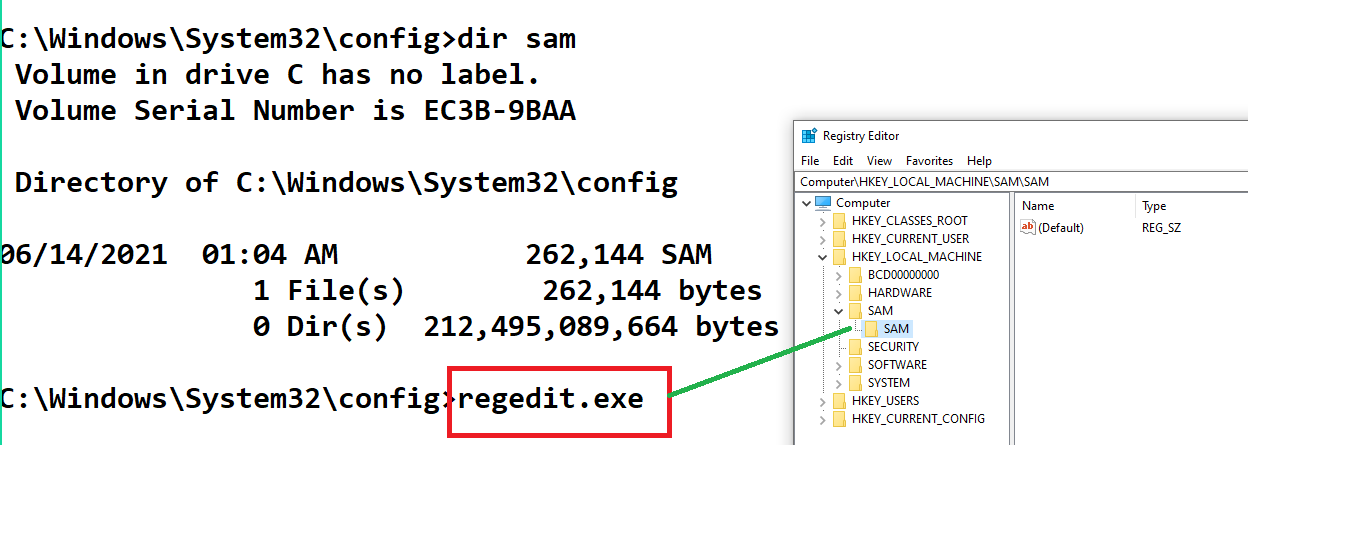 C:\Windows\System32\config>dir sam
Volume in drive C has no label.
Volume Serial Number is EC3B-9BAA
Directory of C:\Windows\System32\config
06/14/2021  01:04 AM           262,144 SAM
1 File(s)        262,144 bytes
0 Dir(s)  212,495,089,664 bytes
C:\Windows\System32\config>regedit.exe
Registry Editor
File Edit View Favorites Help
Computer\HKEY_LOCAL_MACHINE\SAM\SAM
Computer
HKEY_CLASSES_ROOT
HKEY_CURRENT_USER
HKEY_LOCAL_MACHINE
BCD00000000
HARDWARE
SAM
SAM
SECURITY
SOFTWARE
SYSTEM
HKEY_USERS
HKEY_CURRENT_CONFIG
Name Type
ab (Default) REG_SZ